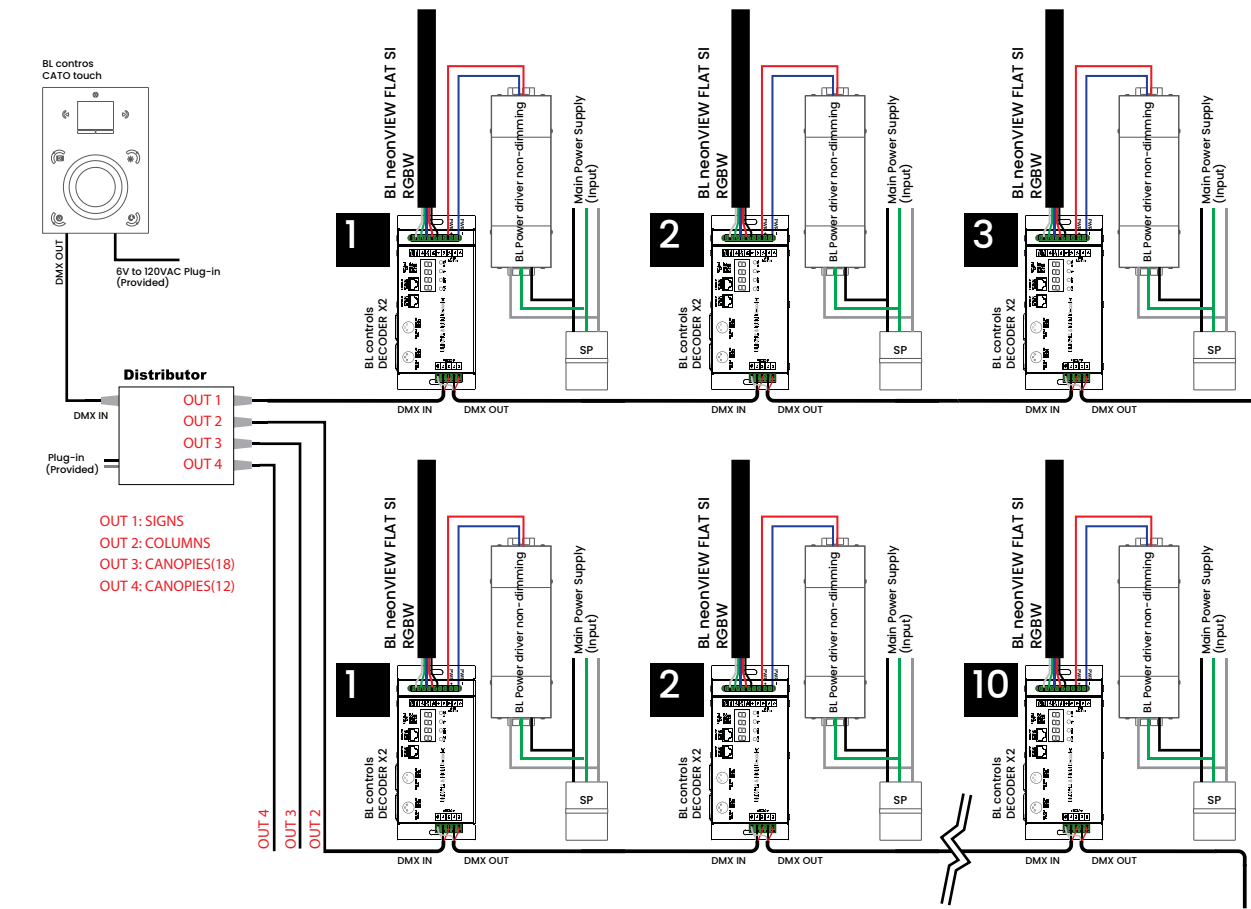 BL contros
CATO touch
DMX OUT
6V to 120VAC Plug-in
(Provided)
Distributor
DMX IN
OUT 1
OUT 2
OUT 3
OUT 4
Plug-in
(Provided)
OUT 1: SIGNS
OUT 2: COLUMNS
OUT 3: CANOPIES(18)
OUT 4: CANOPIES(12)
OUT 4
OUT 3
OUT 2
1
BL neonVIEW FLAT SI
RGBW
BL Power driver non-dimming
Main Power Supply
(Input)
BL controls
DECODER X2
SP
DMX IN
DMX OUT
2
BL neonVIEW FLAT SI
RGBW
BL Power driver non-dimming
Main Power Supply
(Input)
BL controls
DECODER X2
SP
DMX IN
DMX OUT
3
BL neonVIEW FLAT SI
RGBW
BL Power driver non-dimming
Main Power Supply
(Input)
BL controls
DECODER X2
SP
DMX IN
DMX OUT
1
BL neonVIEW FLAT SI
RGBW
BL Power driver non-dimming
Main Power Supply
(Input)
BL controls
DECODER X2
SP
DMX IN
DMX OUT
2
BL neonVIEW FLAT SI
RGBW
BL Power driver non-dimming
Main Power Supply
(Input)
BL controls
DECODER X2
SP
DMX IN
DMX OUT
10
BL neonVIEW FLAT SI
RGBW
BL Power driver non-dimming
Main Power Supply
(Input)
BL controls
DECODER X2
SP
DMX IN
DMX OUT